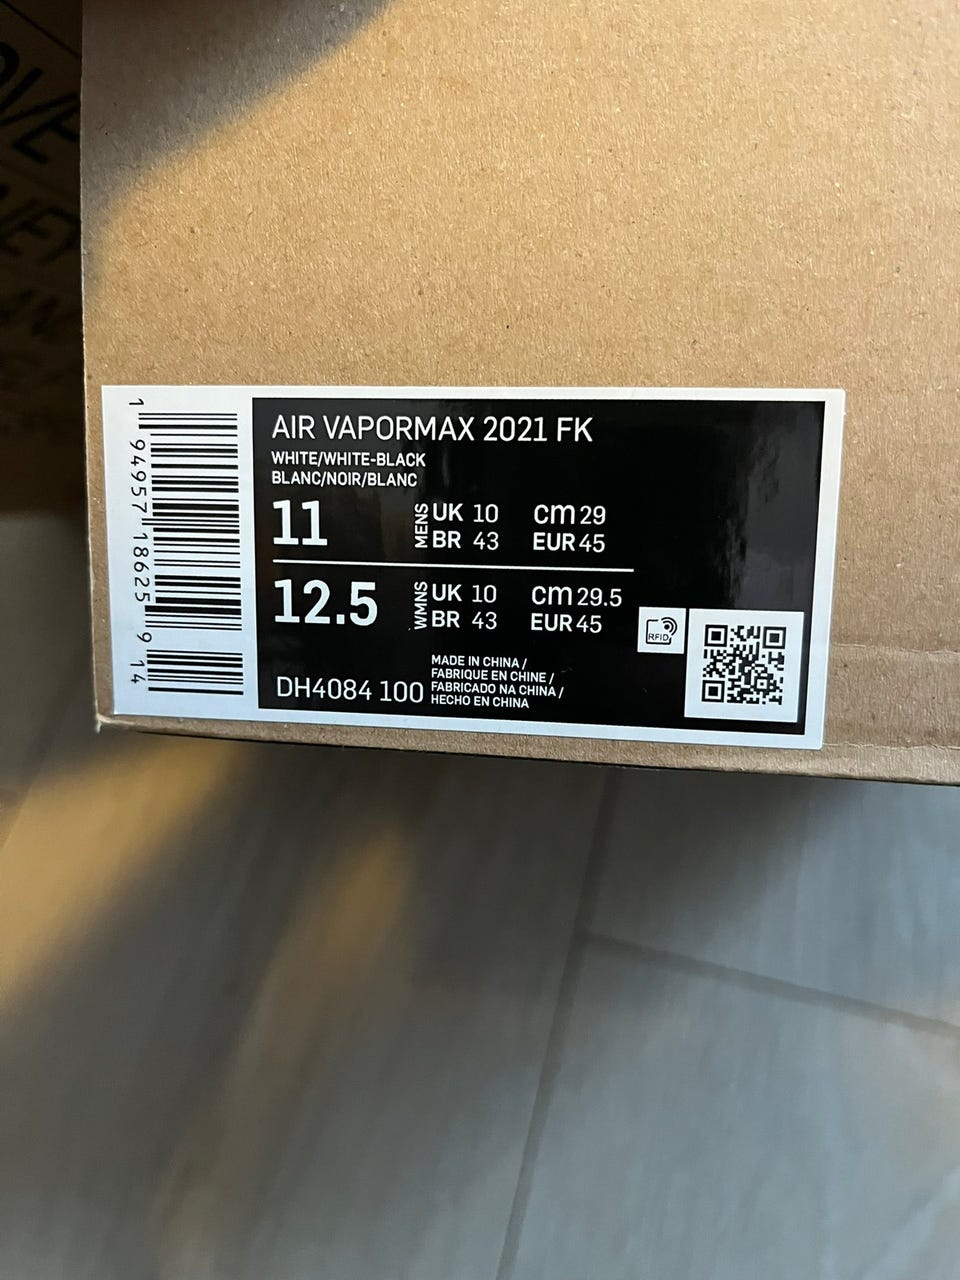 AIR VAPORMAX 2021 FK
WHITE/WHITE-BLACK
BLANC/NOIR/BLANC
11 MENS UK 10 cm 29
BR 43 EUR 45
12.5 WMNS UK 10 cm 29.5
BR 43 EUR 45
RFID
DH4084 100
MADE IN CHINA /
FABRIQUE EN CHINE /
FABRICADO NA CHINA /
HECHO EN CHINA
1 94957 18625 9 14